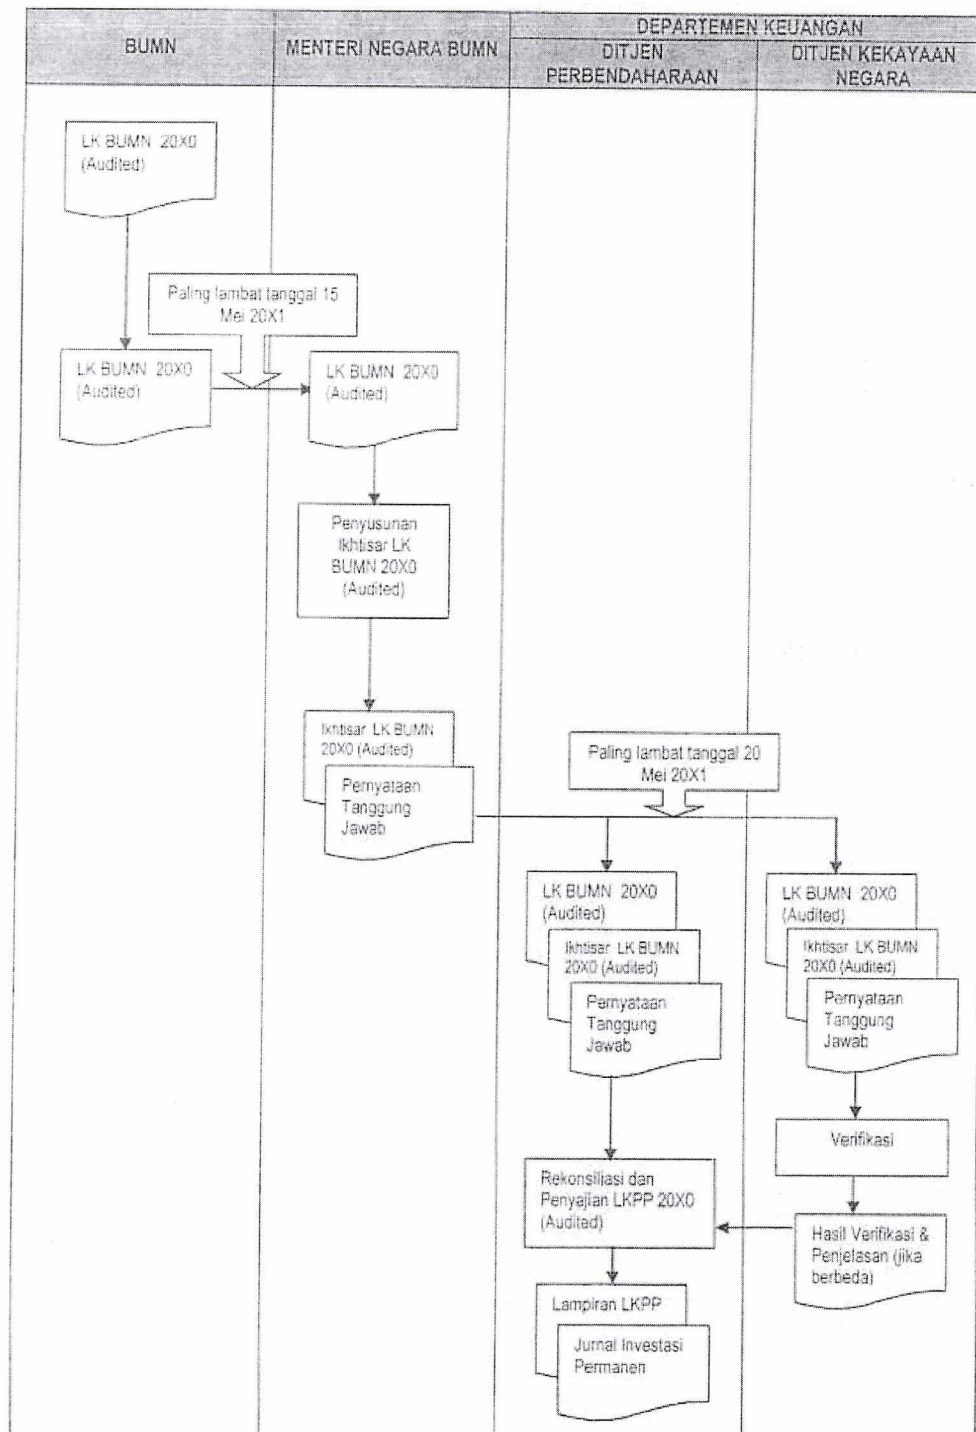 BUMN
MENTERI NEGARA BUMN
DEPARTEMEN KEUANGAN
DITJEN
PERBENDAHARAAN
DITJEN KEKAYAAN
NEGARA
LK BUMN 20X0
(Audited)
Paling lambat tanggal 15
Mei 20X1
LK BUMN 20X0
(Audited)
LK BUMN 20X0
(Audited)
Penyusunan
Ikhtisar LK
BUMN 20X0
(Audited)
Ikhtisar LK BUMN
20X0 (Audited)
Pernyataan
Tanggung
Jawab
Paling lambat tanggal 20
Mei 20X1
LK BUMN 20X0
(Audited)
Ikhtisar LK BUMN
20X0 (Audited)
Pernyataan
Tanggung
Jawab
LK BUMN 20X0
(Audited)
Ikhtisar LK BUMN
20X0 (Audited)
Pernyataan
Tanggung
Jawab
Verifikasi
Rekonsiliasi dan
Penyajian LKPP 20X0
(Audited)
Hasil Verifikasi &
Penjelasan (jika
berbeda)
Lampiran LKPP
Jurnal Investasi
Permanen